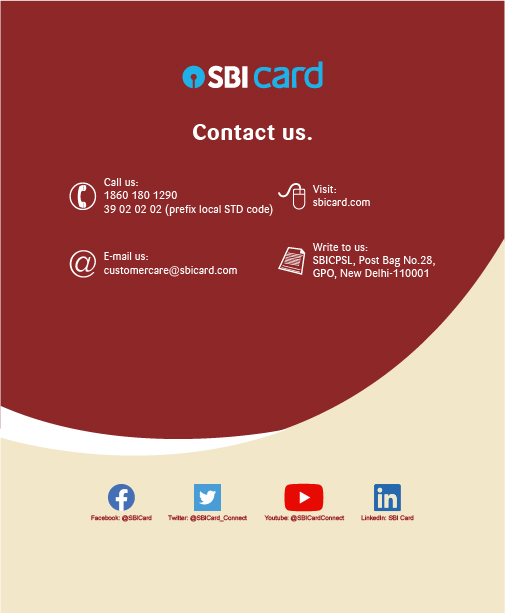 SBI card
Contact us.
Call us:
1860 180 1290
39 02 02 02 (prefix local STD code)
Visit:
sbicard.com
E-mail us:
customercare@sbicard.com
Write to us:
SBICPSL, Post Bag No.28,
GPO, New Delhi-110001
Facebook: @SBICard
Twitter: @SBICard_Connect
Youtube: @SBICardConnect
LinkedIn: SBI Card